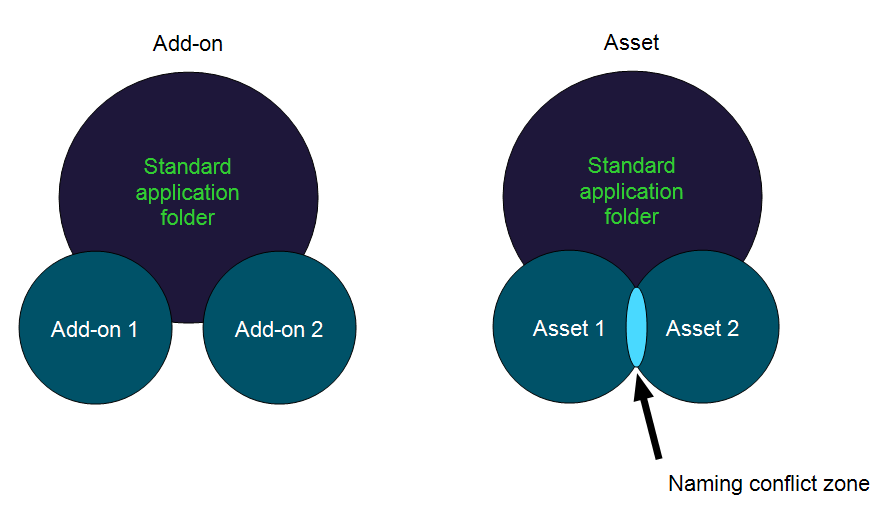 Add-on
Standard
application
folder
Add-on 1
Add-on 2
Asset
Standard
application
folder
Asset 1
Asset 2
Naming conflict zone